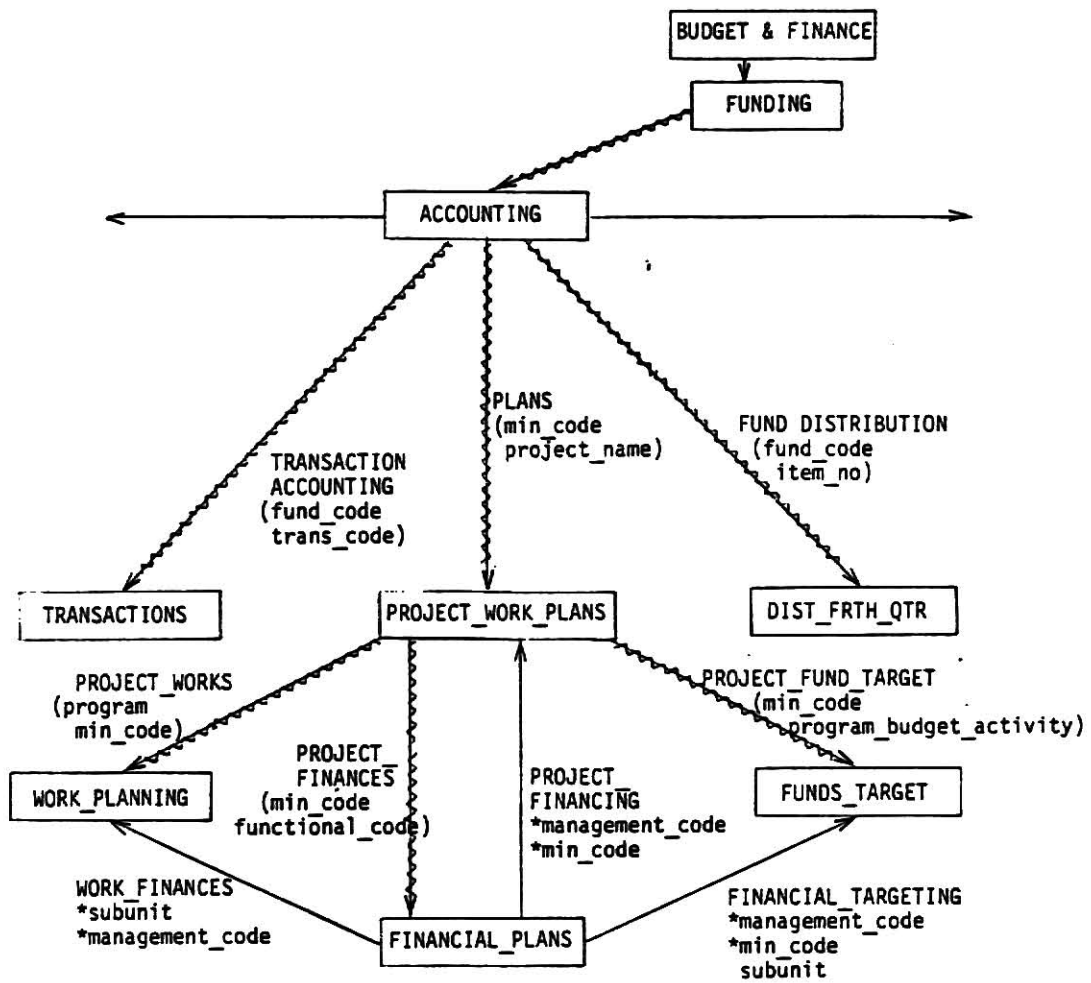 BUDGET & FINANCE
FUNDING
ACCOUNTING
PLANS
(min_code
project_name)
FUND DISTRIBUTION
(fund_code
item_no)
TRANSACTION
ACCOUNTING
(fund_code
trans_code)
TRANSACTIONS
PROJECT_WORK_PLANS
DIST_FRTH_QTR
PROJECT_WORKS
(program
min_code)
PROJECT_FUND_TARGET
(min_code
program_budget_activity)
PROJECT_
FINANCES
(min_code
functional_code)
PROJECT_
FINANCING
*management_code
*min_code
WORK_PLANNING
FUNDS_TARGET
WORK_FINANCES
*subunit
*management_code
FINANCIAL_PLANS
FINANCIAL_TARGETING
*management_code
*min_code
subunit